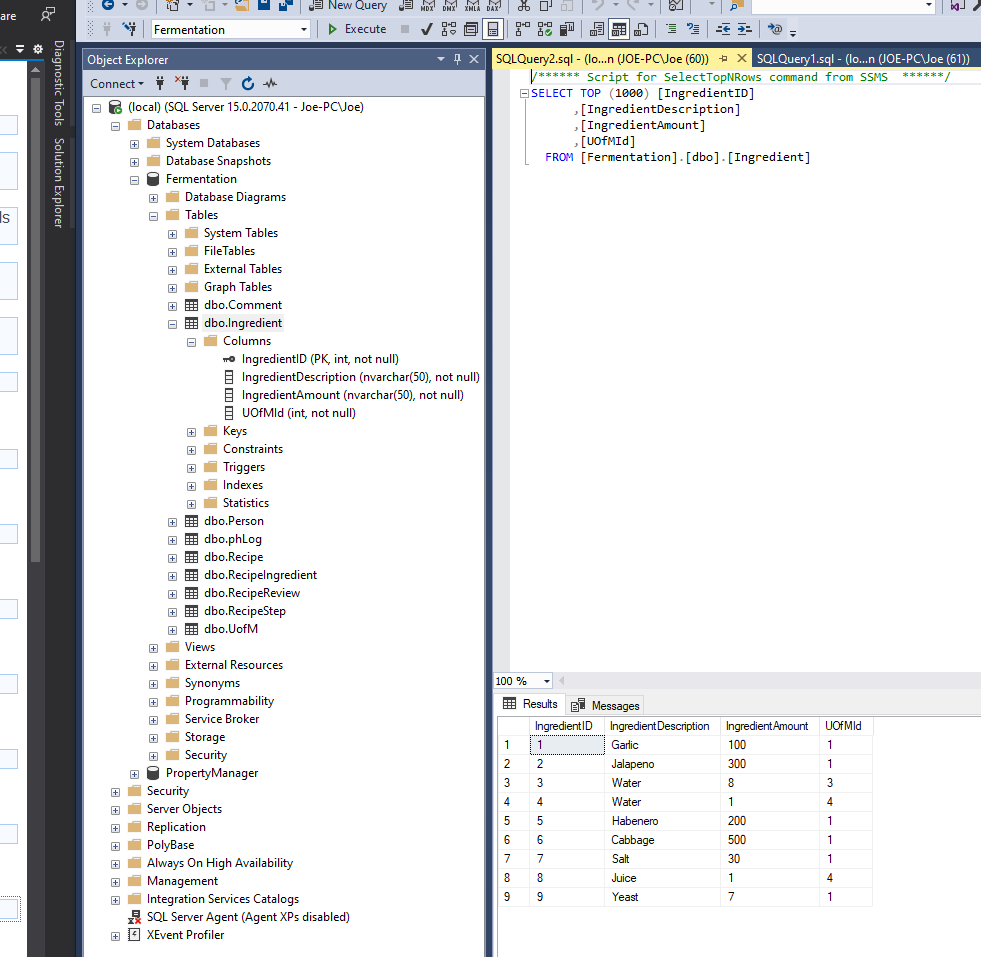 are
Diagnostic Tools
Solution Explorer
ls
New Query
MDX
DMX
XMLA
DAX
Fermentation
Execute
Object Explorer
Connect
(local) (SQL Server 15.0.2070.41 - Joe-PC\Joe)
Databases
System Databases
Database Snapshots
Fermentation
Database Diagrams
Tables
System Tables
FileTables
External Tables
Graph Tables
dbo.Comment
dbo.Ingredient
Columns
IngredientID (PK, int, not null)
IngredientDescription (nvarchar(50), not null)
IngredientAmount (nvarchar(50), not null)
UOfMId (int, not null)
Keys
Constraints
Triggers
Indexes
Statistics
dbo.Person
dbo.phLog
dbo.Recipe
dbo.RecipeIngredient
dbo.RecipeReview
dbo.RecipeStep
dbo.UofM
Views
External Resources
Synonyms
Programmability
Service Broker
Storage
Security
PropertyManager
Security
Server Objects
Replication
PolyBase
Always On High Availability
Management
Integration Services Catalogs
SQL Server Agent (Agent XPs disabled)
XEvent Profiler
SQLQuery2.sql - (lo...n (JOE-PC\Joe (60)) SQLQuery1.sql - (lo...n (JOE-PC\Joe (61))
/****** Script for SelectTopNRows command from SSMS  ******/
SELECT TOP (1000) [IngredientID]
,[IngredientDescription]
,[IngredientAmount]
,[UOfMId]
FROM [Fermentation].[dbo].[Ingredient]
100 %
Results Messages
IngredientID IngredientDescription IngredientAmount UOfMId
1 1 Garlic 100 1
2 2 Jalapeno 300 1
3 3 Water 8 3
4 4 Water 1 4
5 5 Habenero 200 1
6 6 Cabbage 500 1
7 7 Salt 30 1
8 8 Juice 1 4
9 9 Yeast 7 1